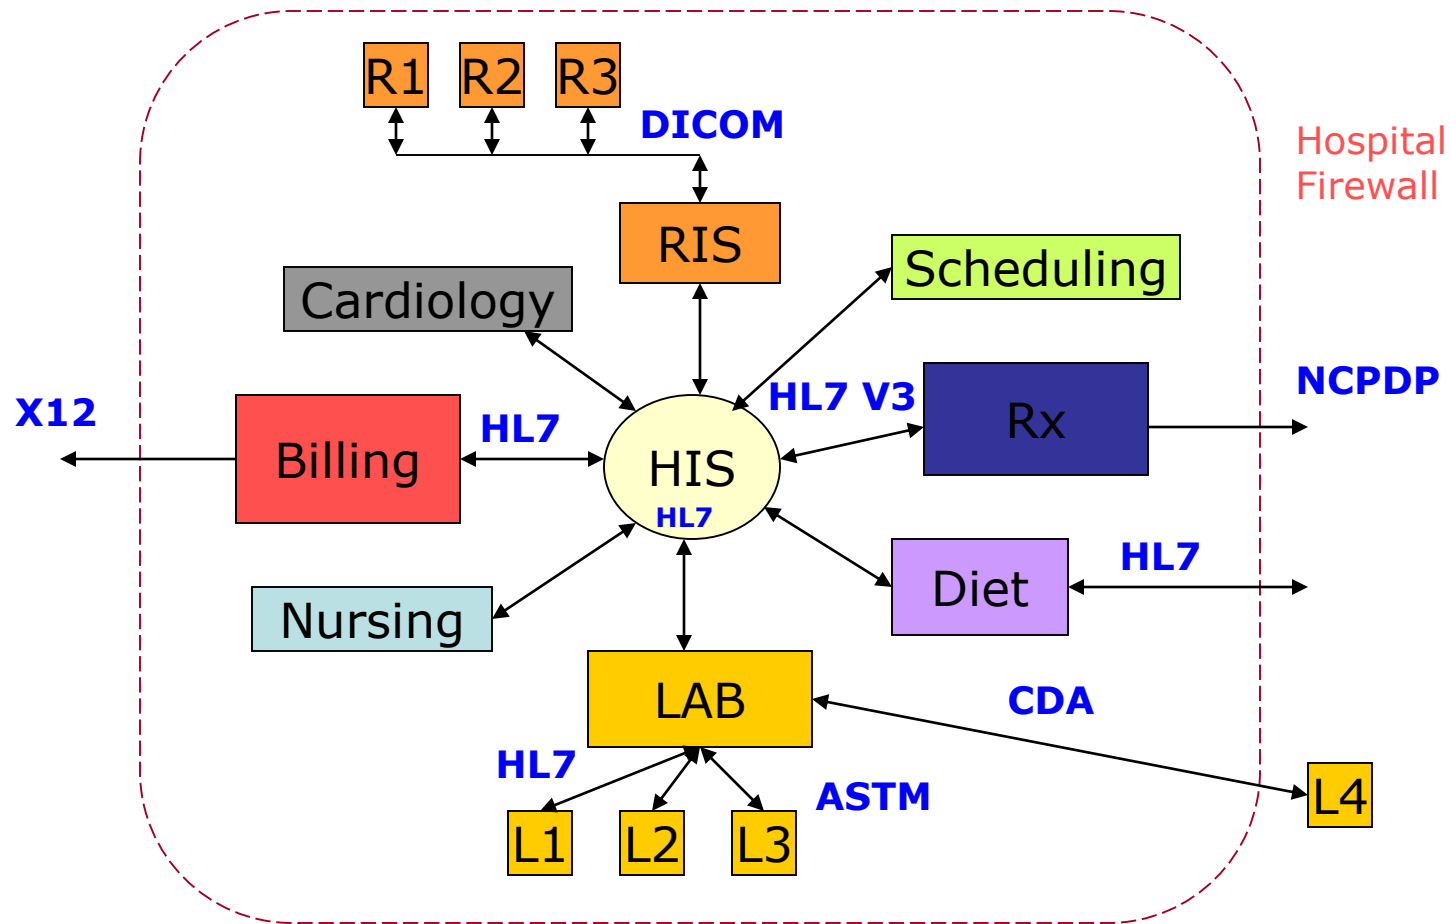 R1
R2
R3
DICOM
Hospital
Firewall
RIS
Scheduling
Cardiology
X12
Billing
HL7
HIS
HL7
HL7 V3
Rx
NCPDP
Diet
HL7
Nursing
LAB
CDA
HL7
ASTM
L1
L2
L3
L4